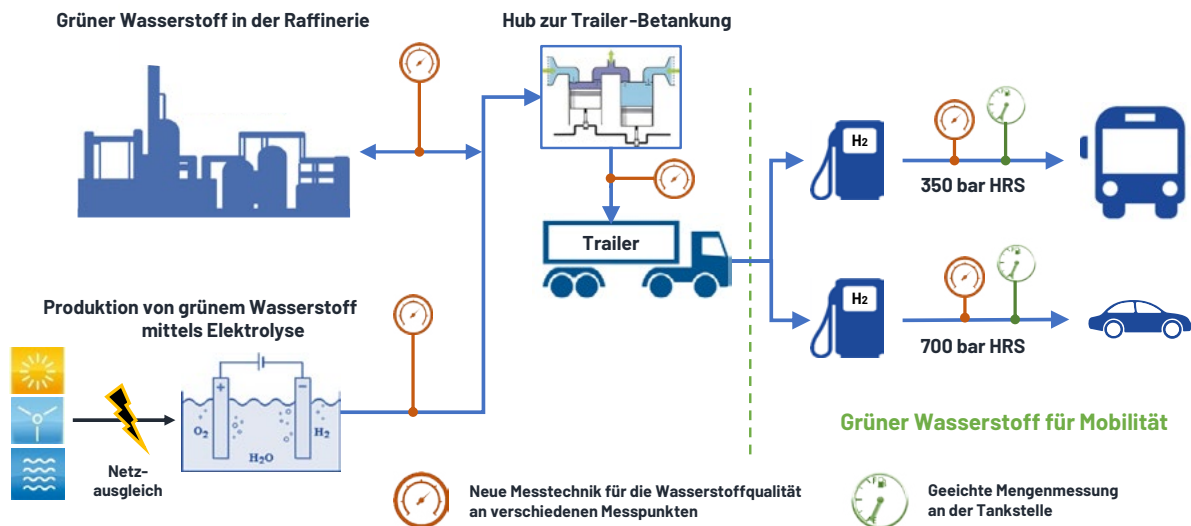 Grüner Wasserstoff in der Raffinerie
Hub zur Trailer-Betankung
H2
350 bar HRS
Trailer
Produktion von grünem Wasserstoff
mittels Elektrolyse
H2
700 bar HRS
+
−
O2
H2
H2O
Netz-
ausgleich
Grüner Wasserstoff für Mobilität
Neue Messtechnik für die Wasserstoffqualität
an verschiedenen Messpunkten
Geeichte Mengenmessung
an der Tankstelle